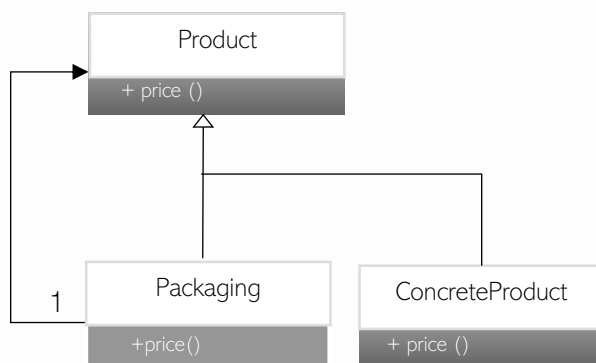 Product
+ price ()
1
Packaging
+price()
ConcreteProduct
+ price ()